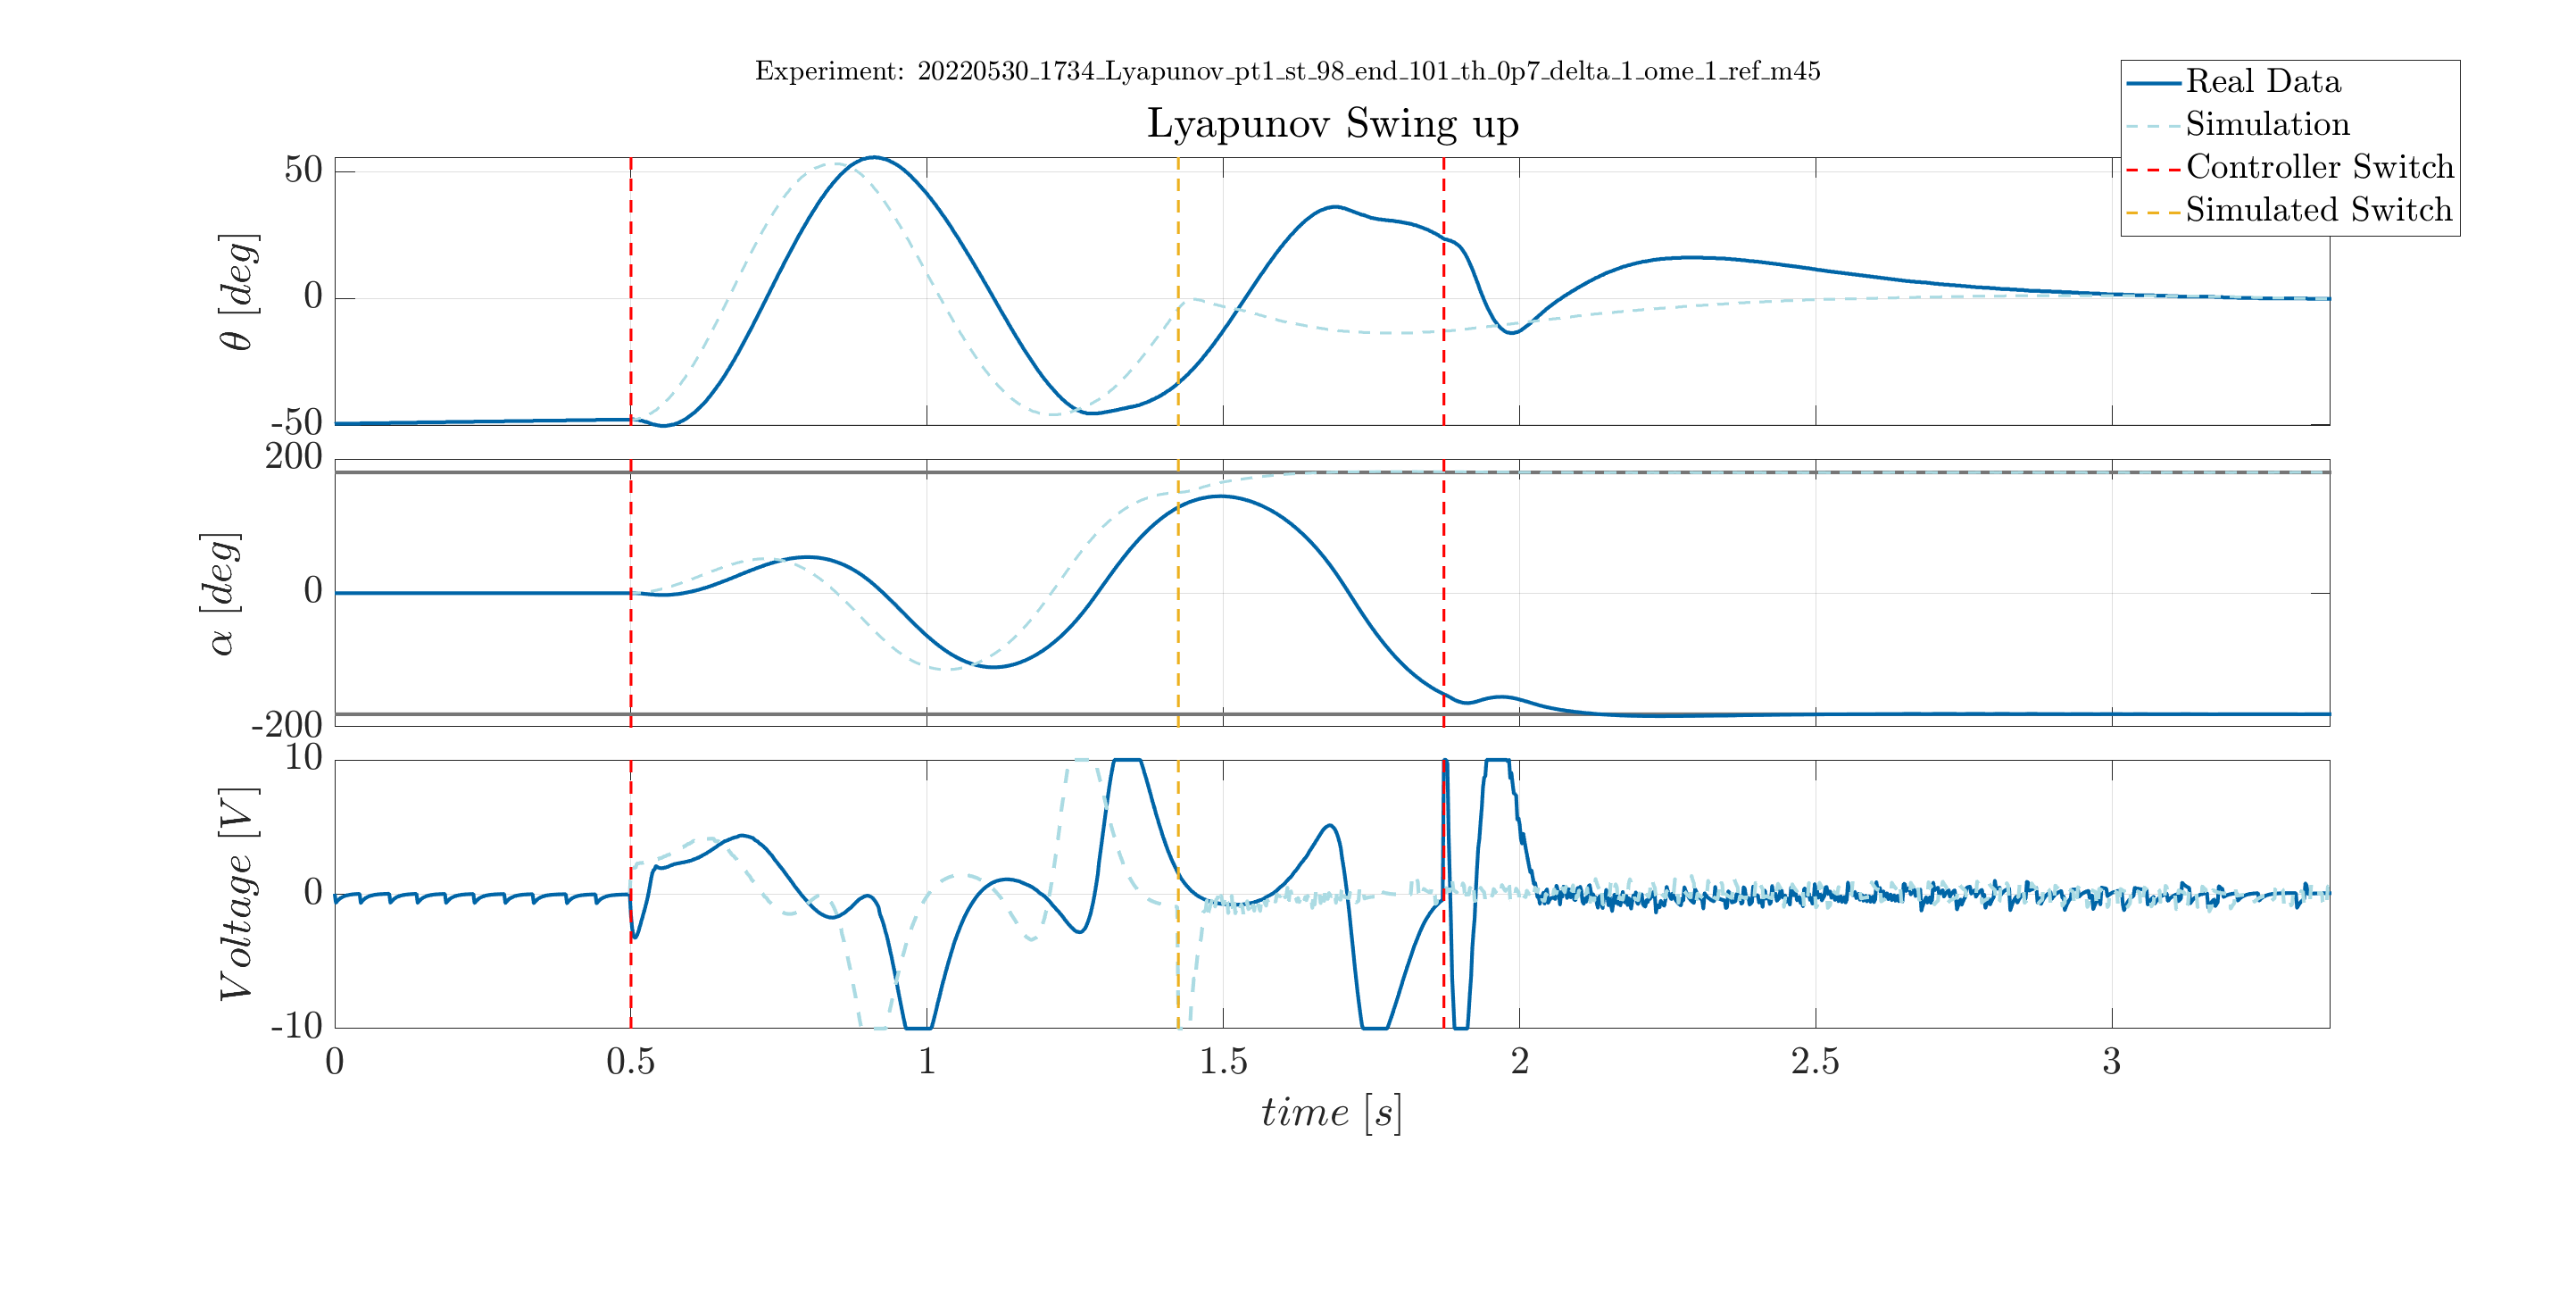 Experiment: 20220530_1734_Lyapunov_pt1_st_98_end_101_th_0p7_delta_1_ome_1_ref_m45
Lyapunov Swing up
Real Data
Simulation
Controller Switch
Simulated Switch
θ [deg]
50
0
-50
α [deg]
200
0
-200
Voltage [V]
10
0
-10
0 0.5 1 1.5 2 2.5 3
time [s]